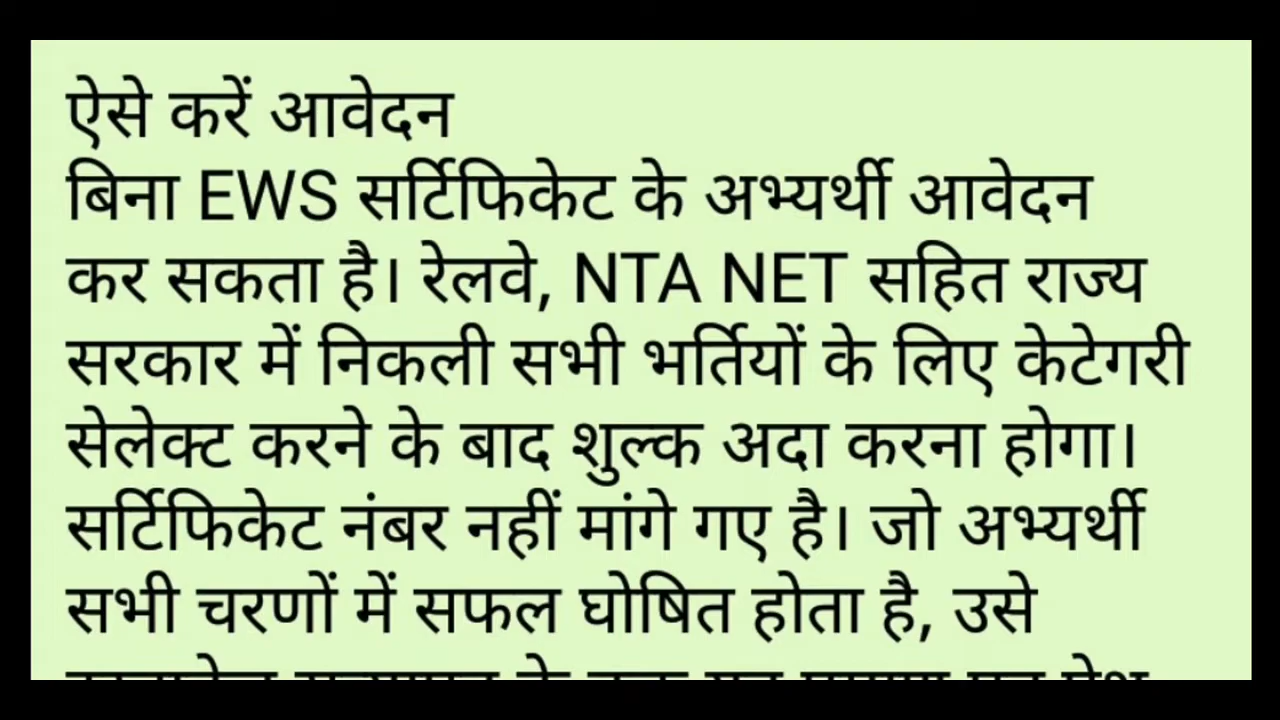 ऐसे करें आवेदन
बिना EWS सर्टिफिकेट के अभ्यर्थी आवेदन
कर सकता है। रेलवे, NTA NET सहित राज्य
सरकार में निकली सभी भर्तियों के लिए केटेगरी
सेलेक्ट करने के बाद शुल्क अदा करना होगा।
सर्टिफिकेट नंबर नहीं मांगे गए है। जो अभ्यर्थी
सभी चरणों में सफल घोषित होता है, उसे